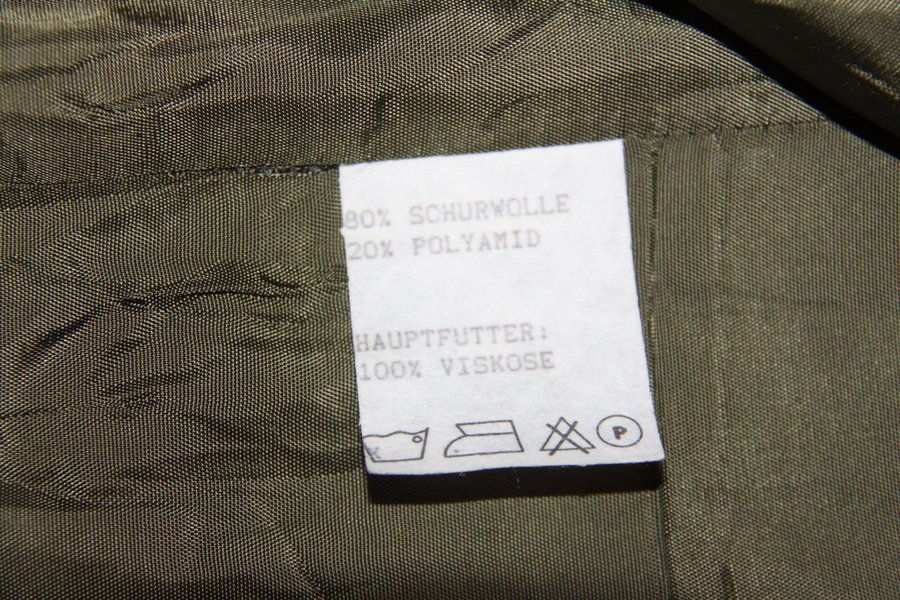 80% SCHURWOLLE
20% POLYAMID
HAUPTFUTTER:
100% VISKOSE
P